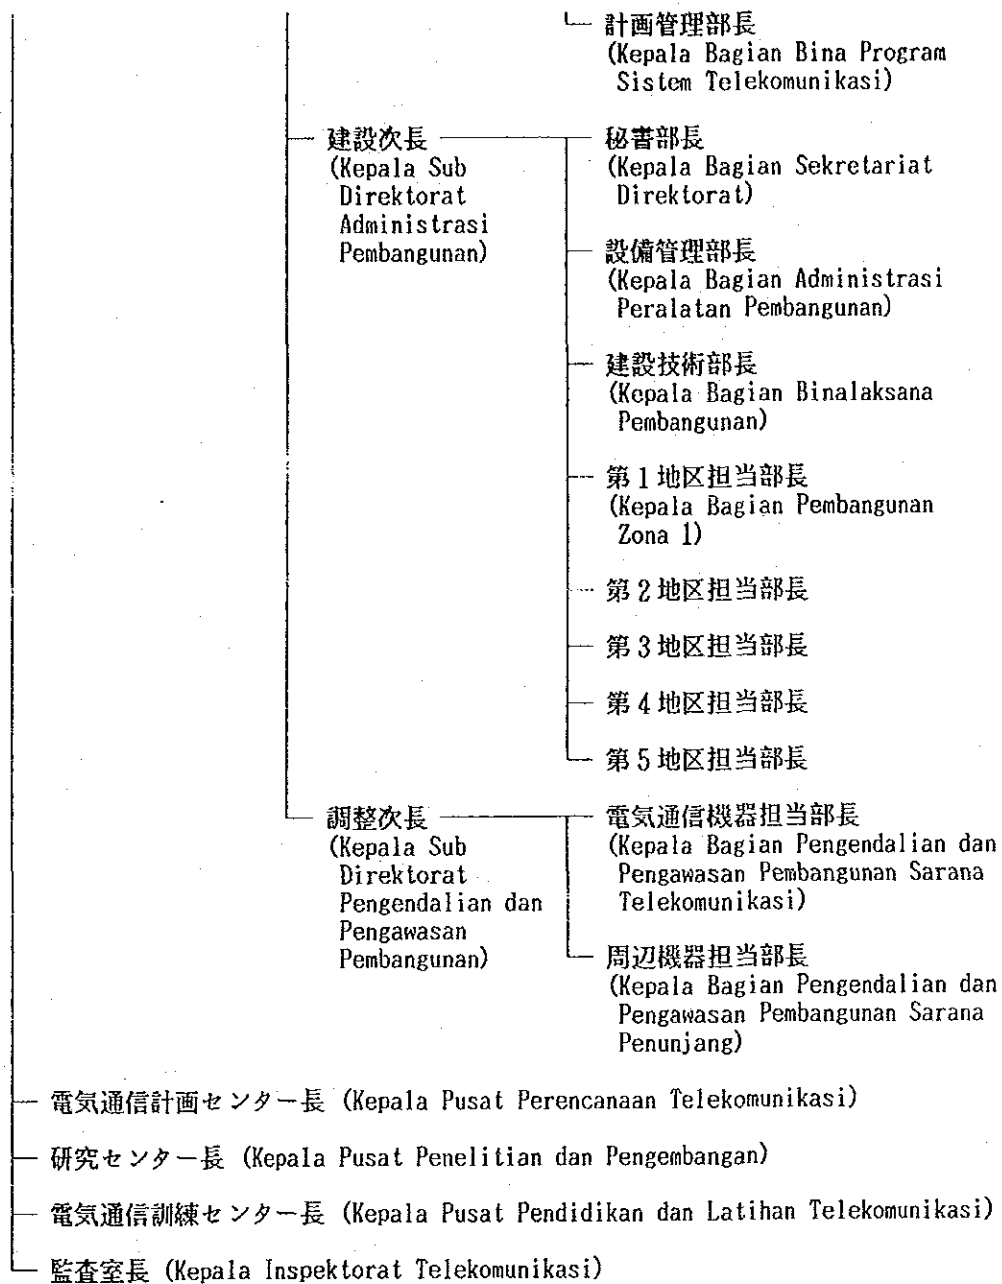 計画管理部長
(Kepala Bagian Bina Program
Sistem Telekomunikasi)
建設次長
(Kepala Sub
Direktorat
Administrasi
Pembangunan)
秘書部長
(Kepala Bagian Sekretariat
Direktorat)
設備管理部長
(Kepala Bagian Administrasi
Peralatan Pembangunan)
建設技術部長
(Kepala Bagian Binalaksana
Pembangunan)
第1地区担当部長
(Kepala Bagian Pembangunan
Zona 1)
第2地区担当部長
第3地区担当部長
第4地区担当部長
第5地区担当部長
調整次長
(Kepala Sub
Direktorat
Pengendalian dan
Pengawasan
Pembangunan)
電気通信機器担当部長
(Kepala Bagian Pengendalian dan
Pengawasan Pembangunan Sarana
Telekomunikasi)
周辺機器担当部長
(Kepala Bagian Pengendalian dan
Pengawasan Pembangunan Sarana
Penunjang)
電気通信計画センター長 (Kepala Pusat Perencanaan Telekomunikasi)
研究センター長 (Kepala Pusat Penelitian dan Pengembangan)
電気通信訓練センター長 (Kepala Pusat Pendidikan dan Latihan Telekomunikasi)
監査室長 (Kepala Inspektorat Telekomunikasi)